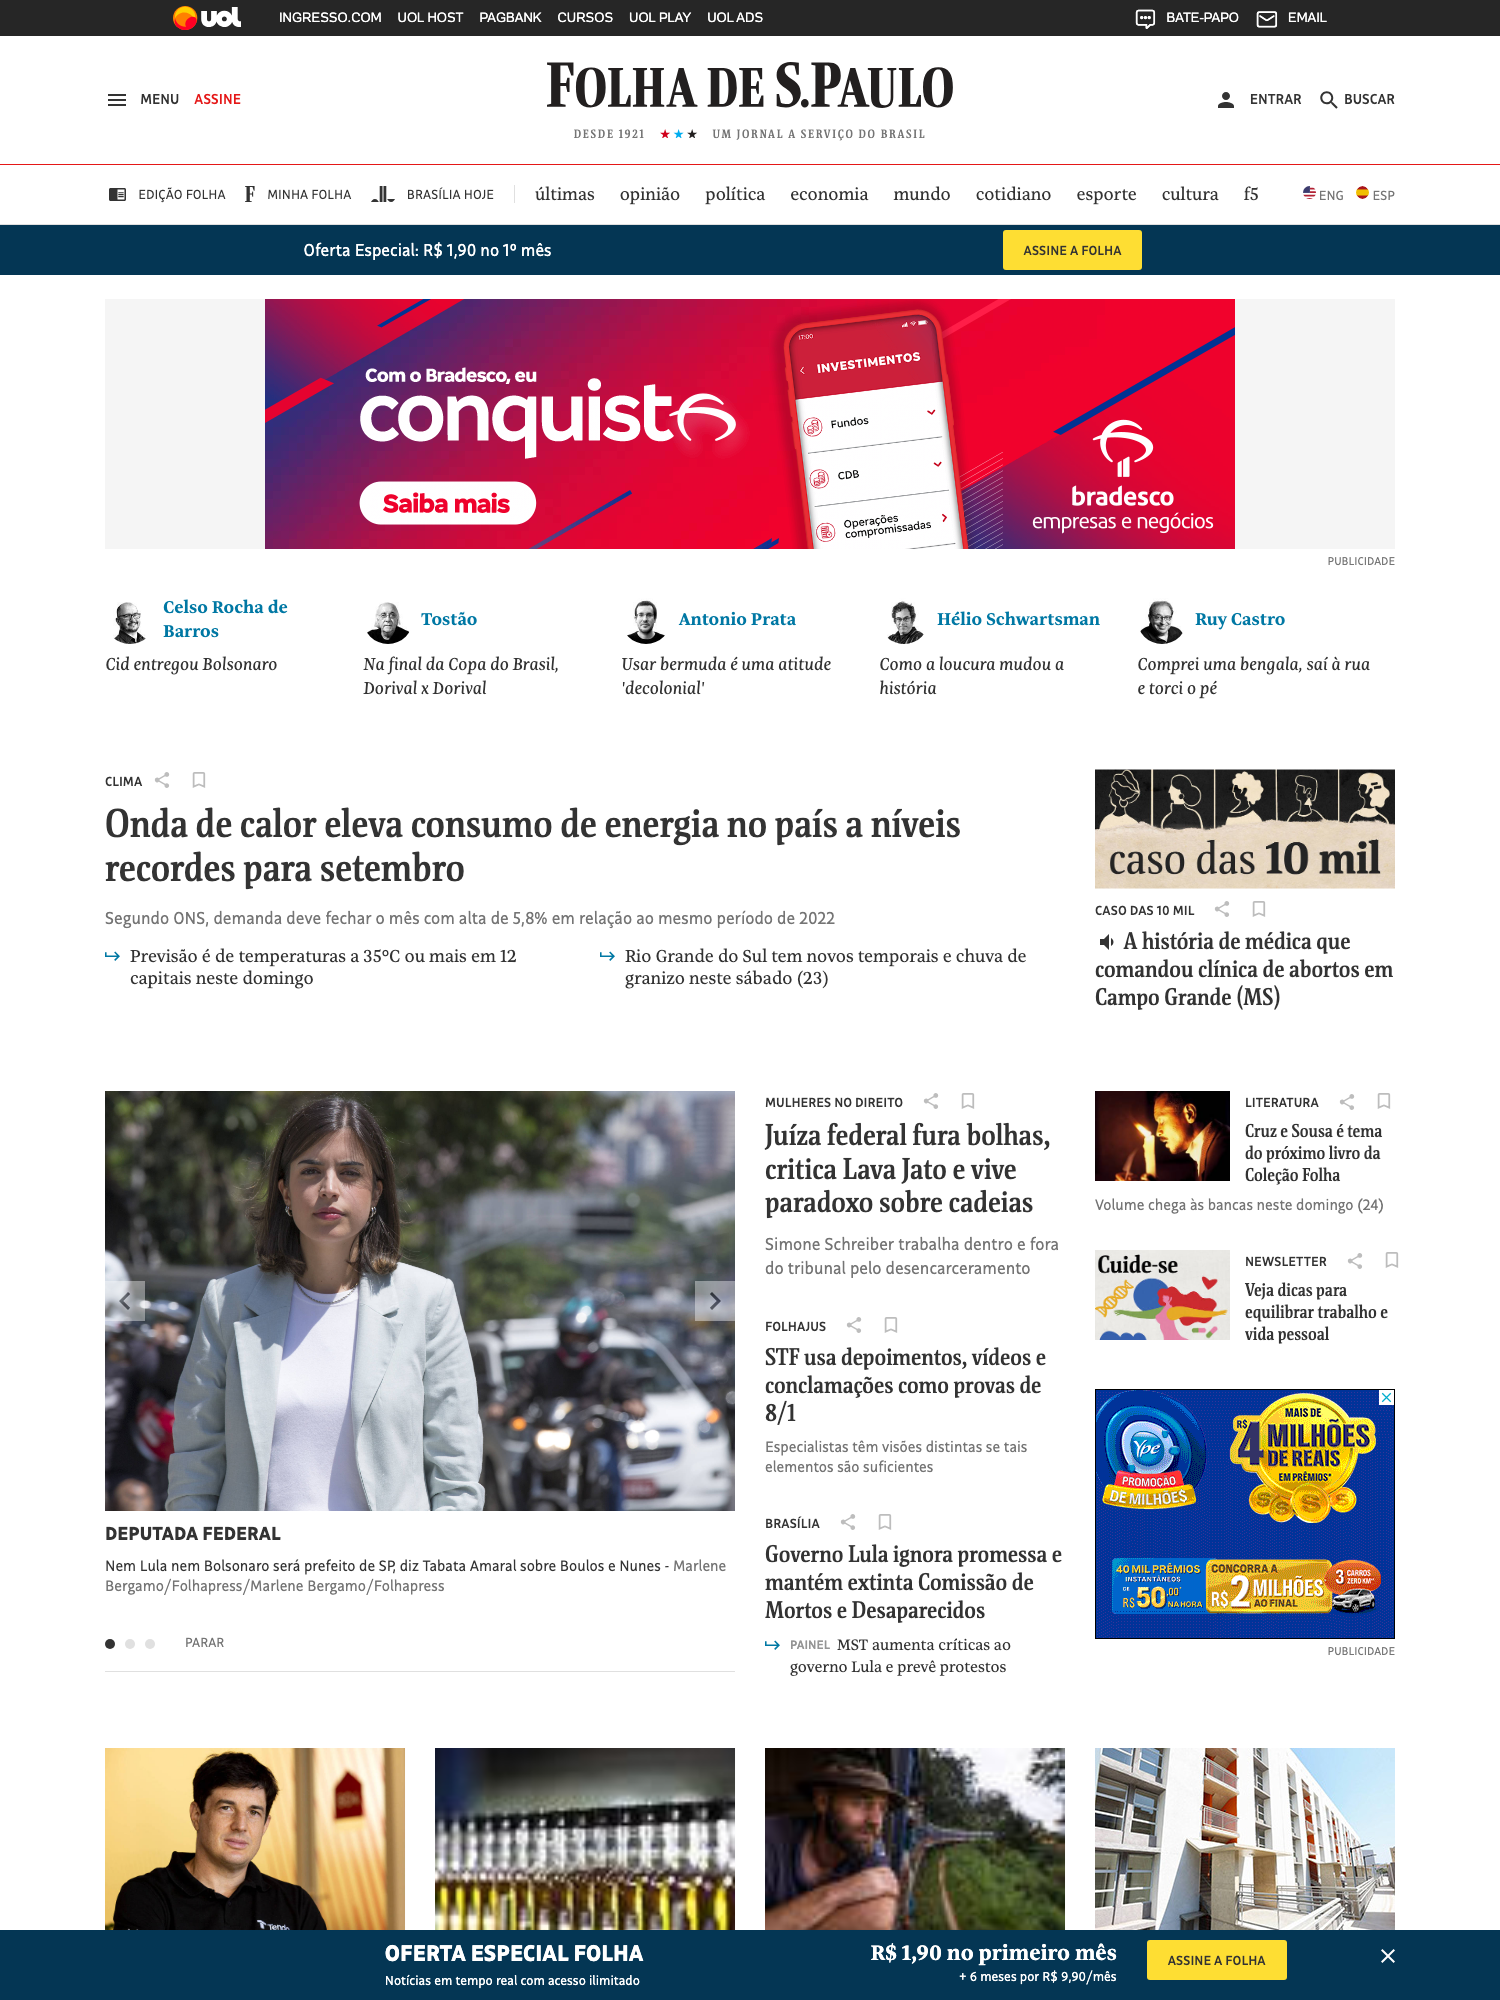 uol INGRESSO.COM UOL HOST PAGBANK CURSOS UOL PLAY UOL ADS BATE-PAPO EMAIL
MENU ASSINE FOLHA DE S.PAULO ENTRAR BUSCAR
DESDE 1921 ★★★ UM JORNAL A SERVIÇO DO BRASIL
EDIÇÃO FOLHA F MINHA FOLHA BRASÍLIA HOJE últimas opinião política economia mundo cotidiano esporte cultura f5 ENG ESP
Oferta Especial: R$ 1,90 no 1º mês ASSINE A FOLHA
Com o Bradesco, eu
conquisto
Saiba mais
17:00
INVESTIMENTOS
Fundos
CDB
Operações
compromissadas
bradesco
empresas e negócios
PUBLICIDADE
Celso Rocha de
Barros
Cid entregou Bolsonaro
Tostão
Na final da Copa do Brasil,
Dorival x Dorival
Antonio Prata
Usar bermuda é uma atitude
'decolonial'
Hélio Schwartsman
Como a loucura mudou a
história
Ruy Castro
Comprei uma bengala, saí à rua
e torci o pé
CLIMA
Onda de calor eleva consumo de energia no país a níveis
recordes para setembro
Segundo ONS, demanda deve fechar o mês com alta de 5,8% em relação ao mesmo período de 2022
Previsão é de temperaturas a 35ºC ou mais em 12
capitais neste domingo
Rio Grande do Sul tem novos temporais e chuva de
granizo neste sábado (23)
caso das 10 mil
CASO DAS 10 MIL
A história de médica que
comandou clínica de abortos em
Campo Grande (MS)
DEPUTADA FEDERAL
Nem Lula nem Bolsonaro será prefeito de SP, diz Tabata Amaral sobre Boulos e Nunes - Marlene
Bergamo/Folhapress/Marlene Bergamo/Folhapress
PARAR
MULHERES NO DIREITO
Juíza federal fura bolhas,
critica Lava Jato e vive
paradoxo sobre cadeias
Simone Schreiber trabalha dentro e fora
do tribunal pelo desencarceramento
FOLHAJUS
STF usa depoimentos, vídeos e
conclamações como provas de
8/1
Especialistas têm visões distintas se tais
elementos são suficientes
BRASÍLIA
Governo Lula ignora promessa e
mantém extinta Comissão de
Mortos e Desaparecidos
PAINEL MST aumenta críticas ao
governo Lula e prevê protestos
LITERATURA
Cruz e Sousa é tema
do próximo livro da
Coleção Folha
Volume chega às bancas neste domingo (24)
Cuide-se
NEWSLETTER
Veja dicas para
equilibrar trabalho e
vida pessoal
Ypê
PROMOÇÃO
DE MILHÕES
MAIS DE
R$ 4 MILHÕES
DE REAIS
EM PRÊMIOS*
40 MIL PRÊMIOS
INSTANTÂNEOS
DE R$ 50,00* NA HORA
CONCORRA A
R$ 2 MILHÕES
AO FINAL
3 CARROS
ZERO KM**
PUBLICIDADE
Tenda
OFERTA ESPECIAL FOLHA
Notícias em tempo real com acesso ilimitado
R$ 1,90 no primeiro mês
+ 6 meses por R$ 9,90/mês
ASSINE A FOLHA